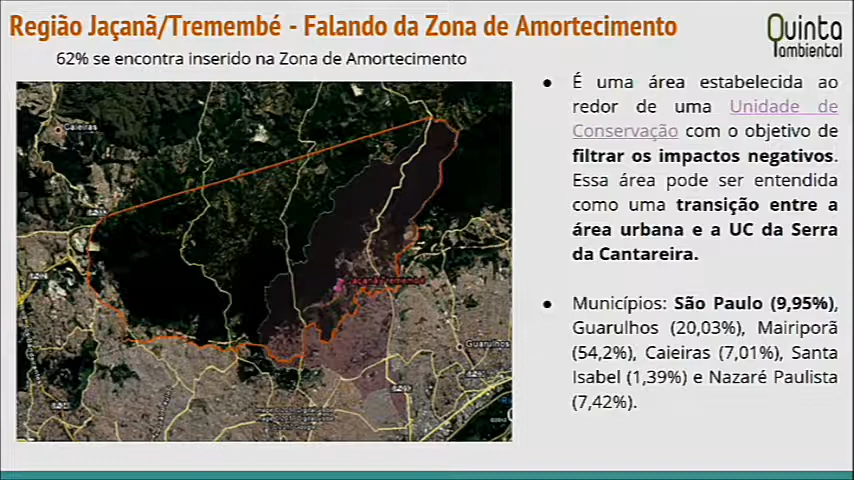 Região Jaçanã/Tremembé - Falando da Zona de Amortecimento
Quinta
Ambiental
62% se encontra inserido na Zona de Amortecimento
É uma área estabelecida ao
redor de uma Unidade de
Conservação com o objetivo de
filtrar os impactos negativos.
Essa área pode ser entendida
como uma transição entre a
área urbana e a UC da Serra
da Cantareira.
Municípios: São Paulo (9,95%),
Guarulhos (20,03%), Mairiporã
(54,2%), Caieiras (7,01%), Santa
Isabel (1,39%) e Nazaré Paulista
(7,42%).
Caieiras
Guarulhos